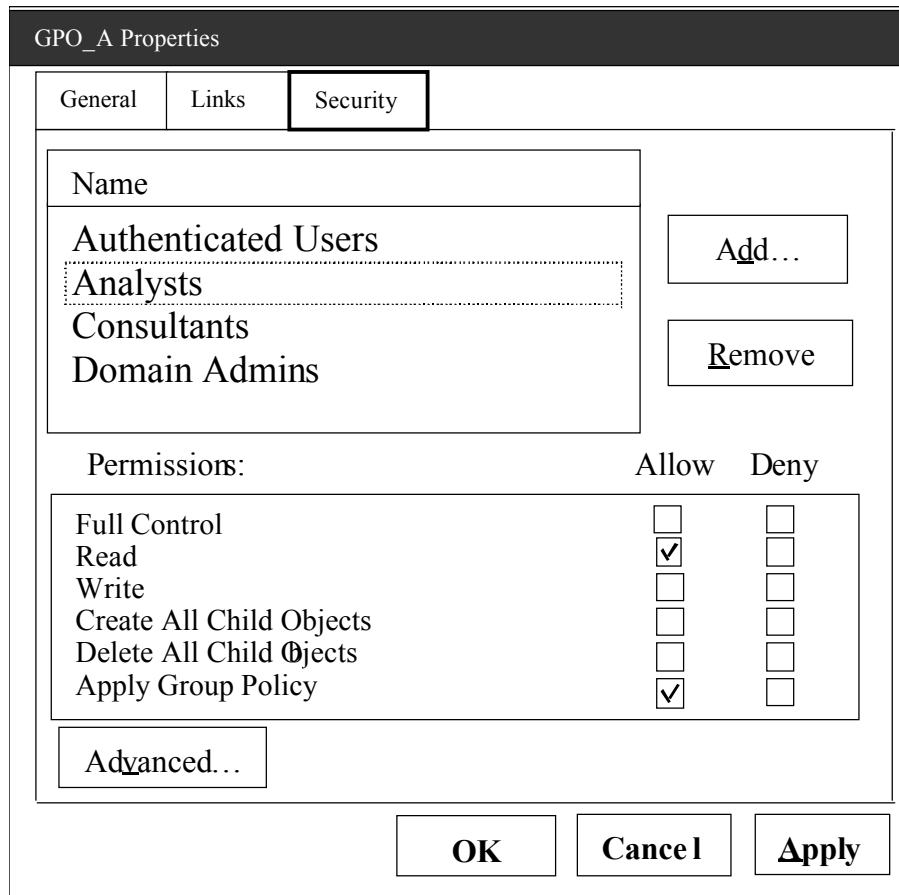 GPO_A Properties
General Links Security
Name
Authenticated Users
Analysts
Consultants
Domain Admins
Add…
Remove
Permissions: Allow Deny
Full Control
Read
Write
Create All Child Objects
Delete All Child Objects
Apply Group Policy
Advanced…
OK Cancel Apply